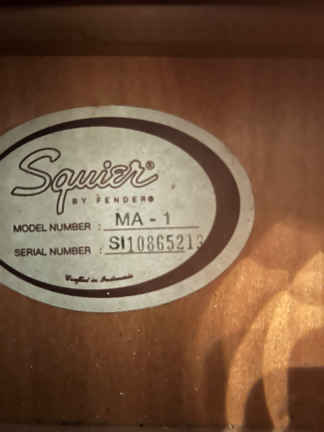 Squier®
BY FENDER®
MODEL NUMBER : MA - 1
SERIAL NUMBER : SI10865213
Crafted in Indonesia